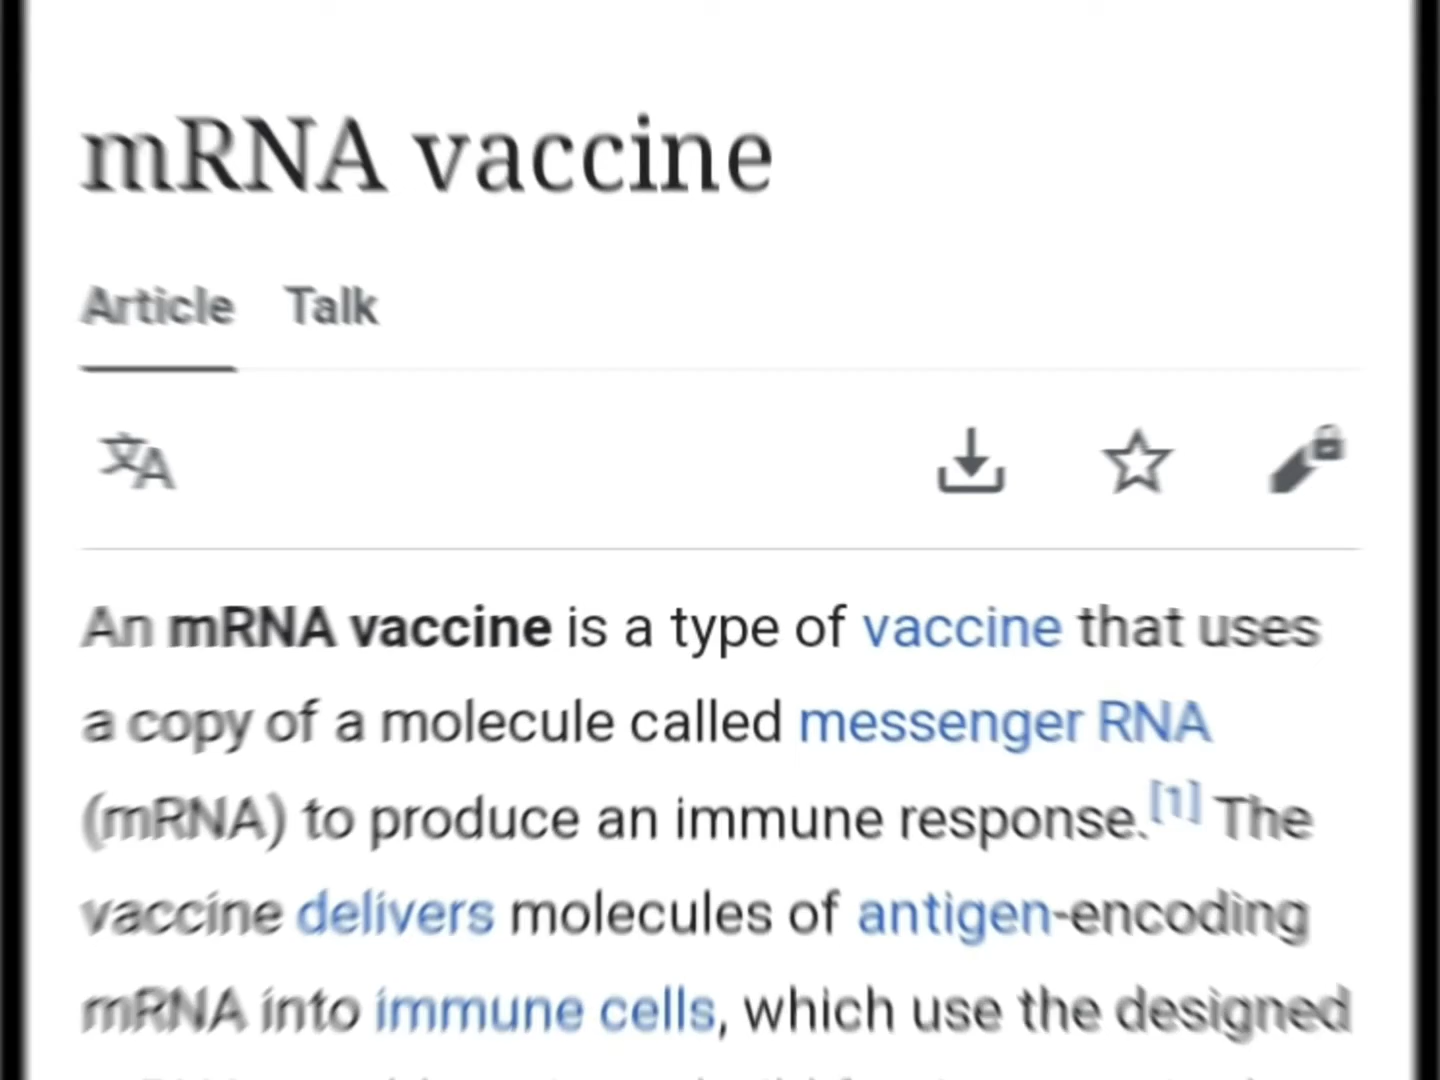 mRNA vaccine
Article Talk
An mRNA vaccine is a type of vaccine that uses
a copy of a molecule called messenger RNA
(mRNA) to produce an immune response.[1] The
vaccine delivers molecules of antigen-encoding
mRNA into immune cells, which use the designed